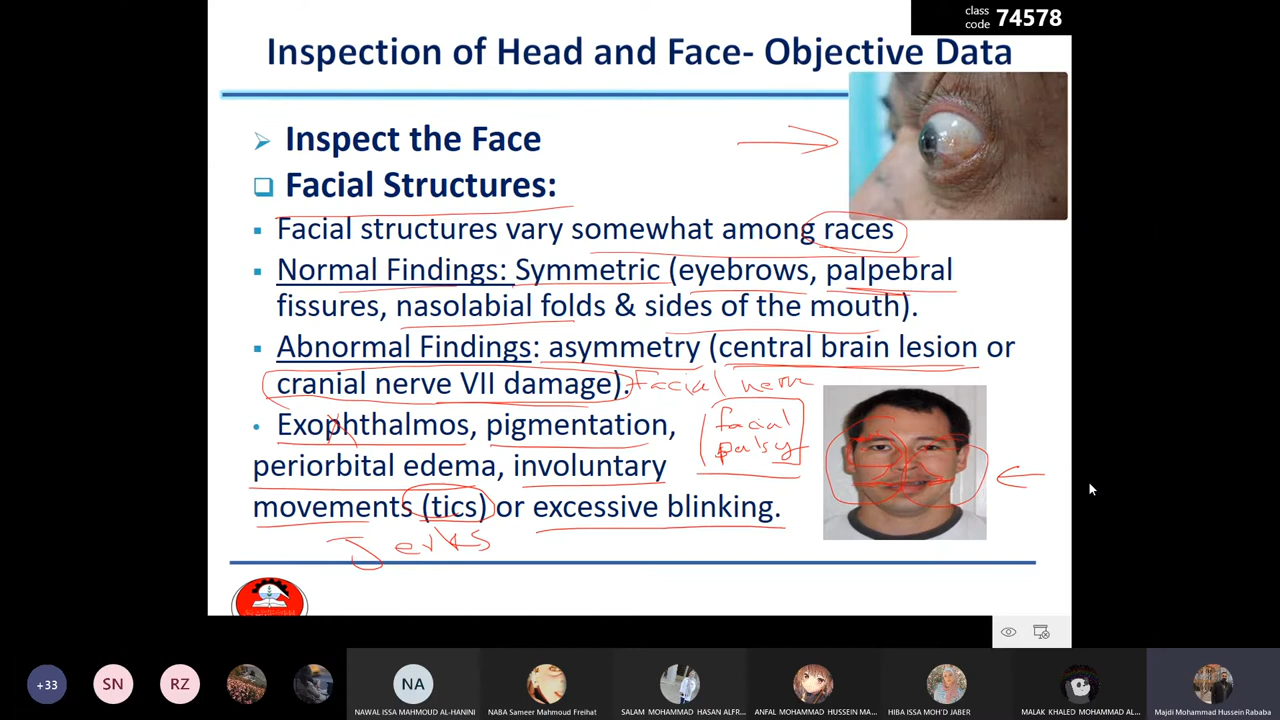 class
code 74578
Inspection of Head and Face- Objective Data
Inspect the Face
Facial Structures:
Facial structures vary somewhat among races
Normal Findings: Symmetric (eyebrows, palpebral
fissures, nasolabial folds & sides of the mouth).
Abnormal Findings: asymmetry (central brain lesion or
cranial nerve VII damage). Facial nerve
Exophthalmos, pigmentation,
facial
palsy
periorbital edema, involuntary
movements (tics) or excessive blinking.
Jerks
+33
SN
RZ
NA
NAWAL ISSA MAHMOUD AL-HANINI
NABA Sameer Mahmoud Freihat
SALAM MOHAMMAD HASAN ALFR...
ANFAL MOHAMMAD HUSSEIN MA...
HIBA ISSA MOH'D JABER
MALAK KHALED MOHAMMAD AL...
Majdi Mohammad Hussein Rababa